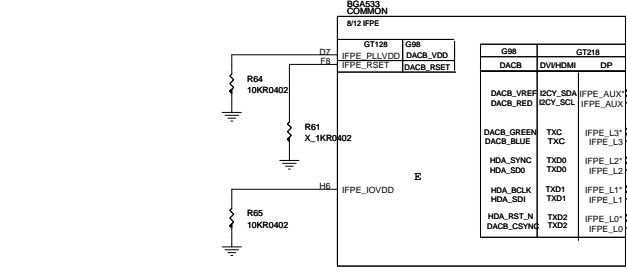 BGA533
COMMON
8/12 IFPE
GT128 G98
D7 IFPE_PLLVDD DACB_VDD
F8 IFPE_RSET DACB_RSET
G98 GT218
DACB DVI/HDMI DP
R64
10KR0402
DACB_VREF I2CY_SDA IFPE_AUX*
DACB_RED I2CY_SCL IFPE_AUX
R61
X_1KR0402
DACB_GREEN TXC IFPE_L3*
DACB_BLUE TXC IFPE_L3
HDA_SYNC TXD0 IFPE_L2*
HDA_SD0 TXD0 IFPE_L2
E
H6 IFPE_IOVDD
HDA_BCLK TXD1 IFPE_L1*
HDA_SDI TXD1 IFPE_L1
R65
10KR0402
HDA_RST_N TXD2 IFPE_L0*
DACB_CSYNC TXD2 IFPE_L0